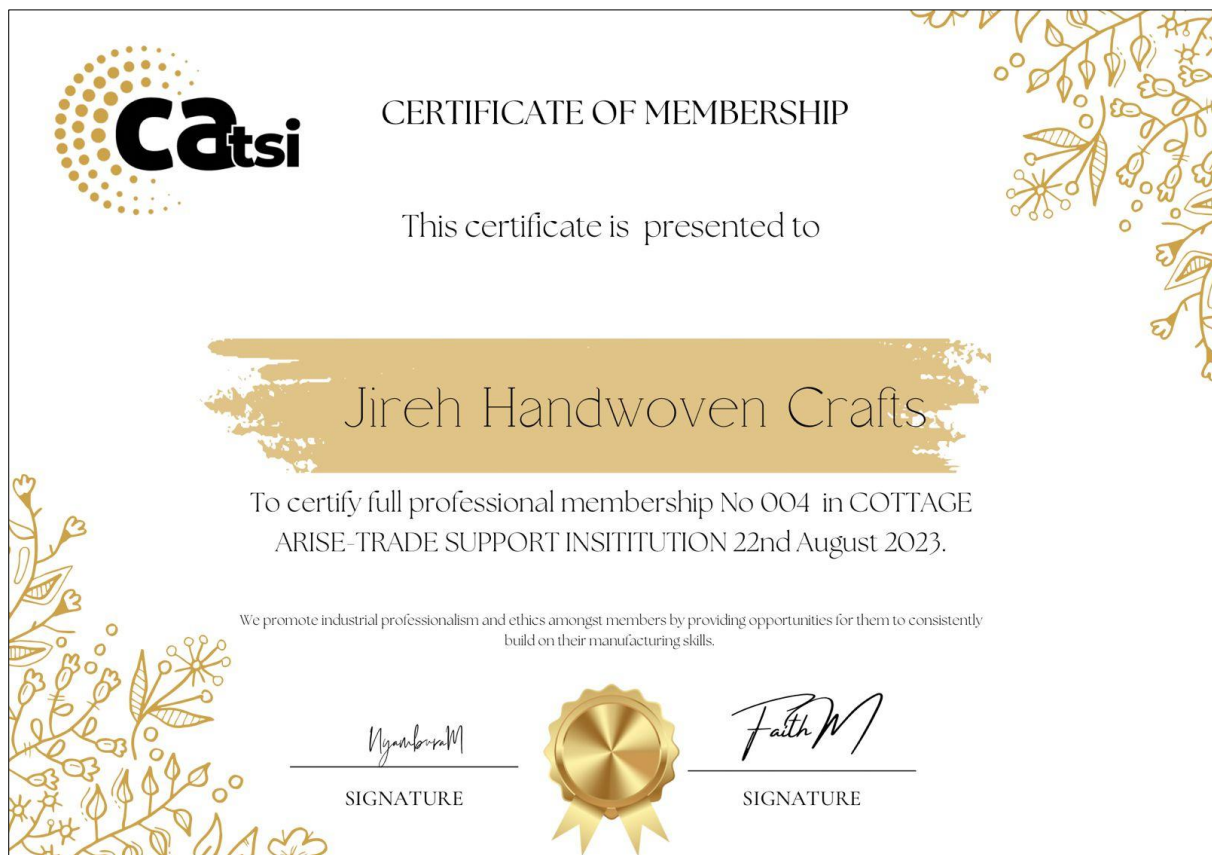 catsi
CERTIFICATE OF MEMBERSHIP
This certificate is presented to
Jireh Handwoven Crafts
To certify full professional membership No 004 in COTTAGE
ARISE-TRADE SUPPORT INSITITUTION 22nd August 2023.
We promote industrial professionalism and ethics amongst members by providing opportunities for them to consistently
build on their manufacturing skills.
NyamburaM
Faith M
SIGNATURE
SIGNATURE